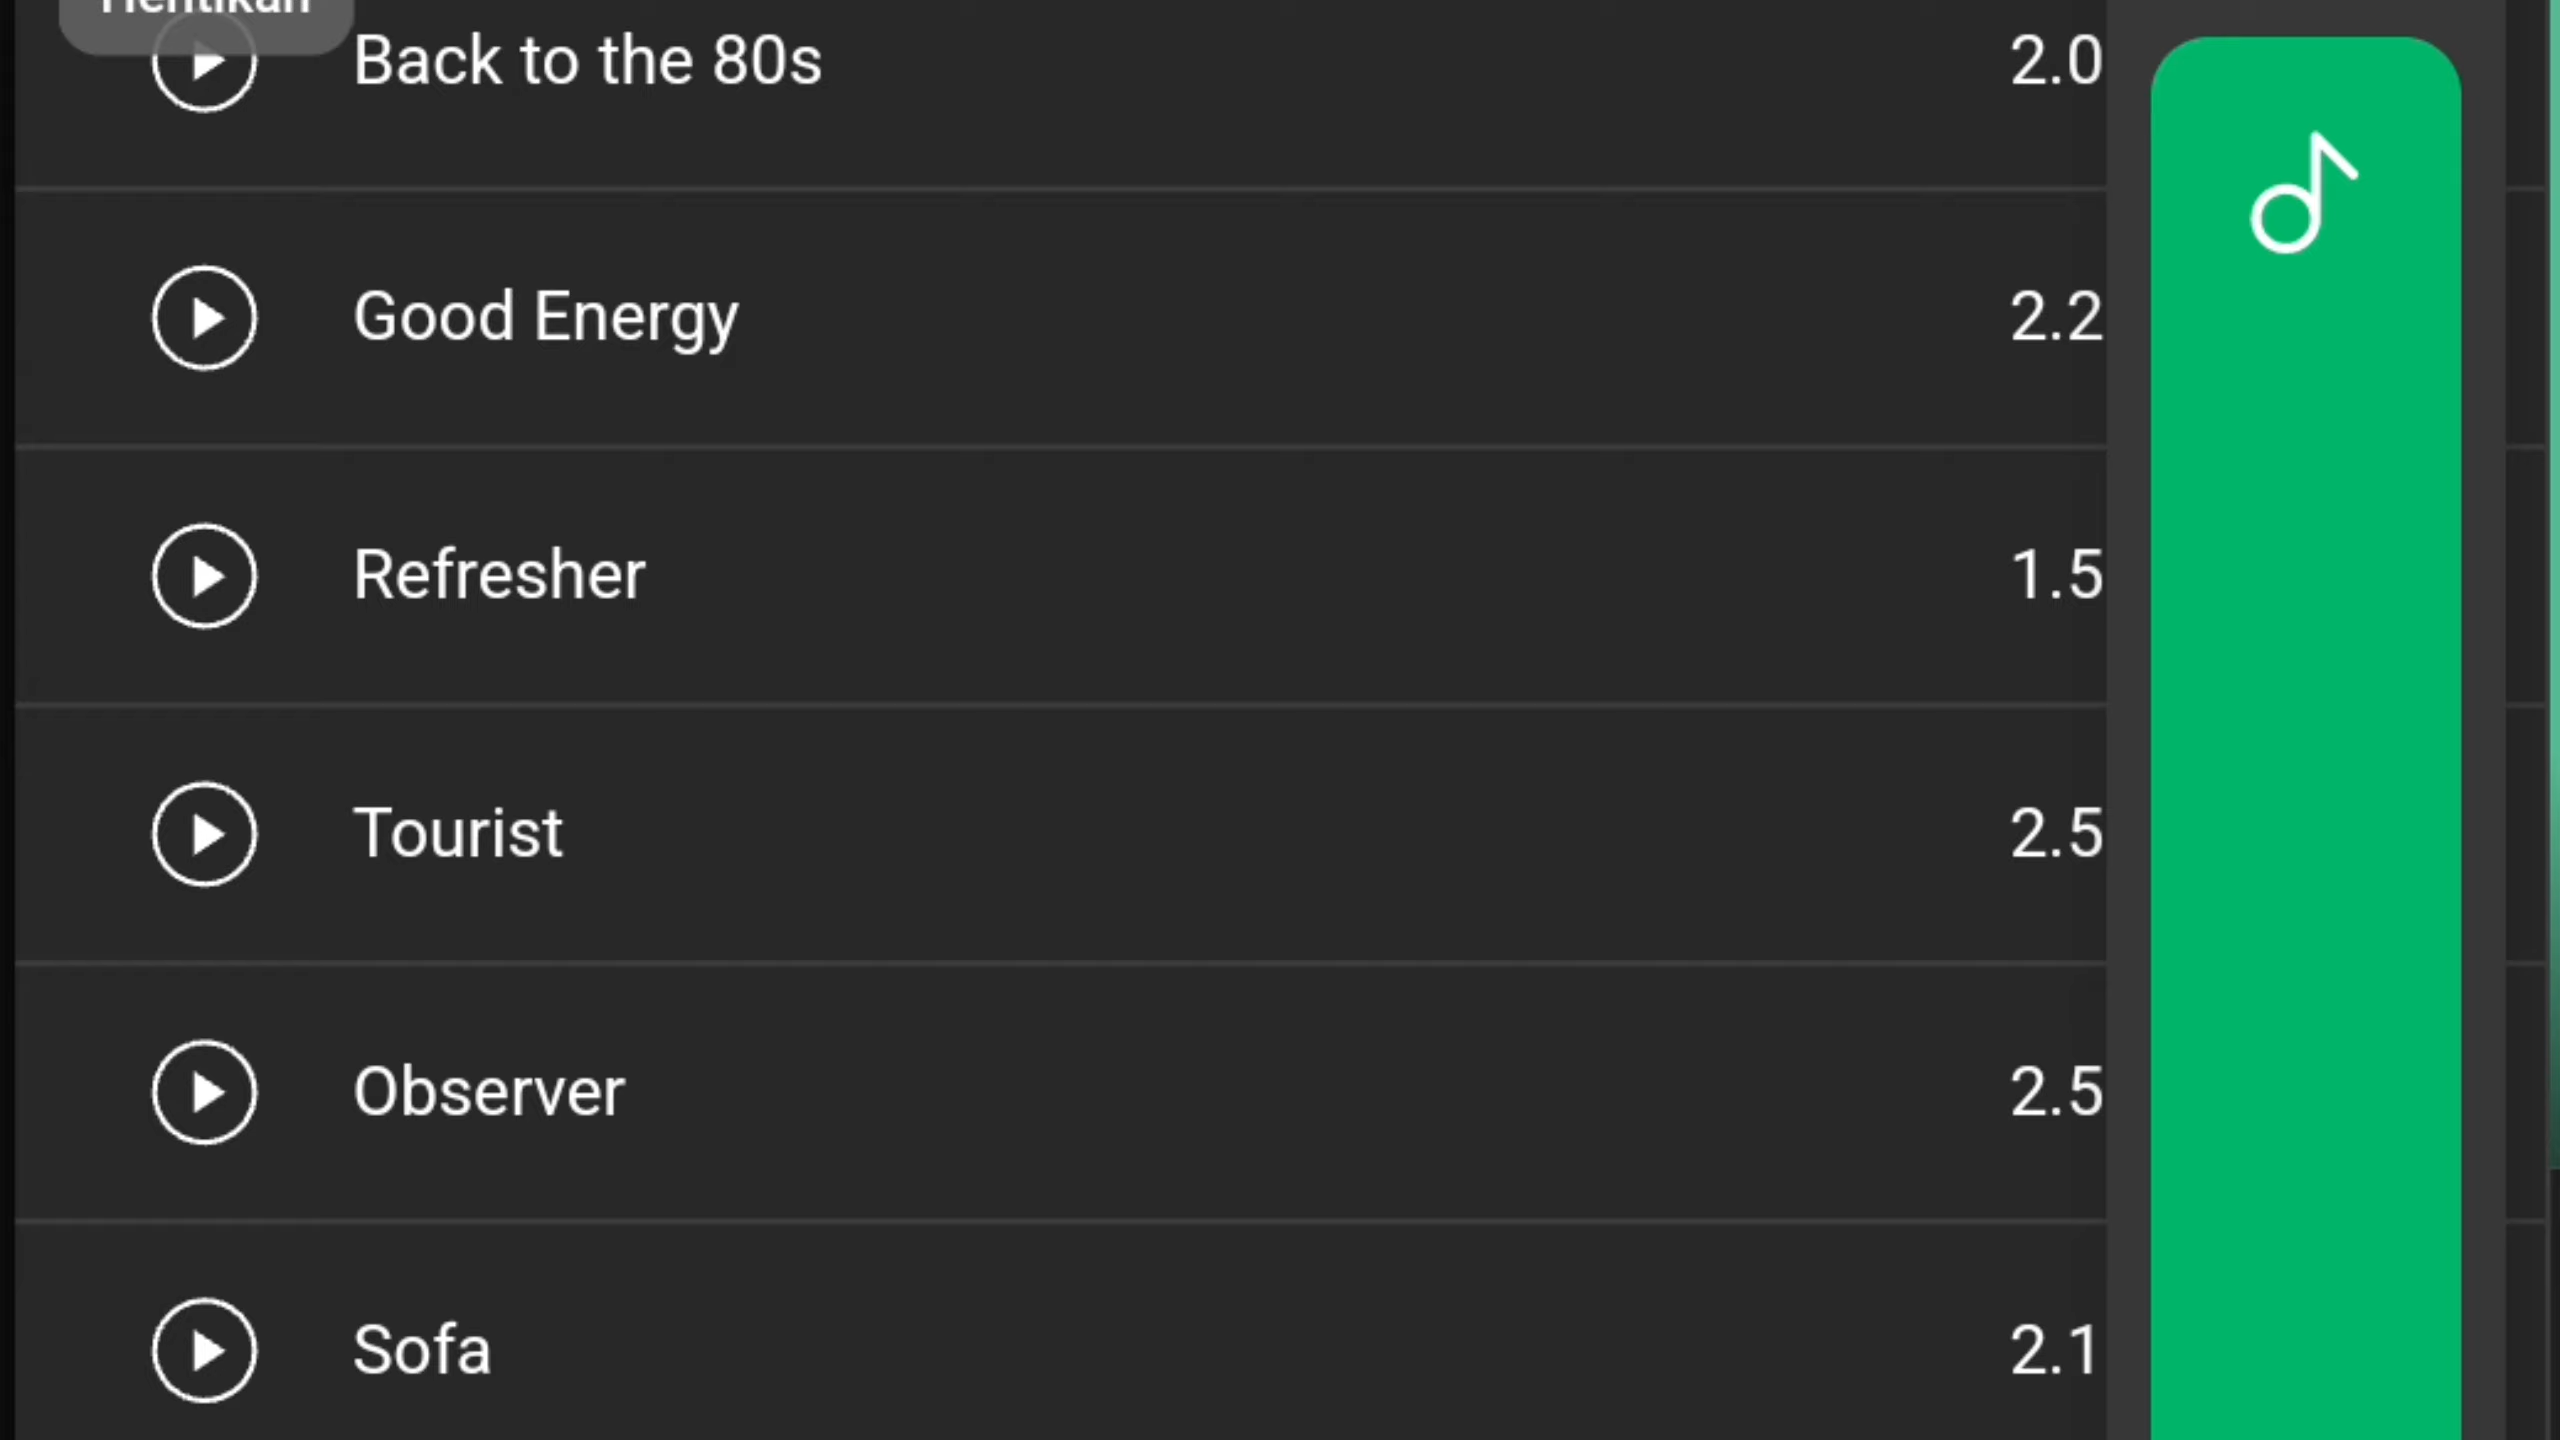 Hentikan
Back to the 80s 2.0
Good Energy 2.2
Refresher 1.5
Tourist 2.5
Observer 2.5
Sofa 2.1